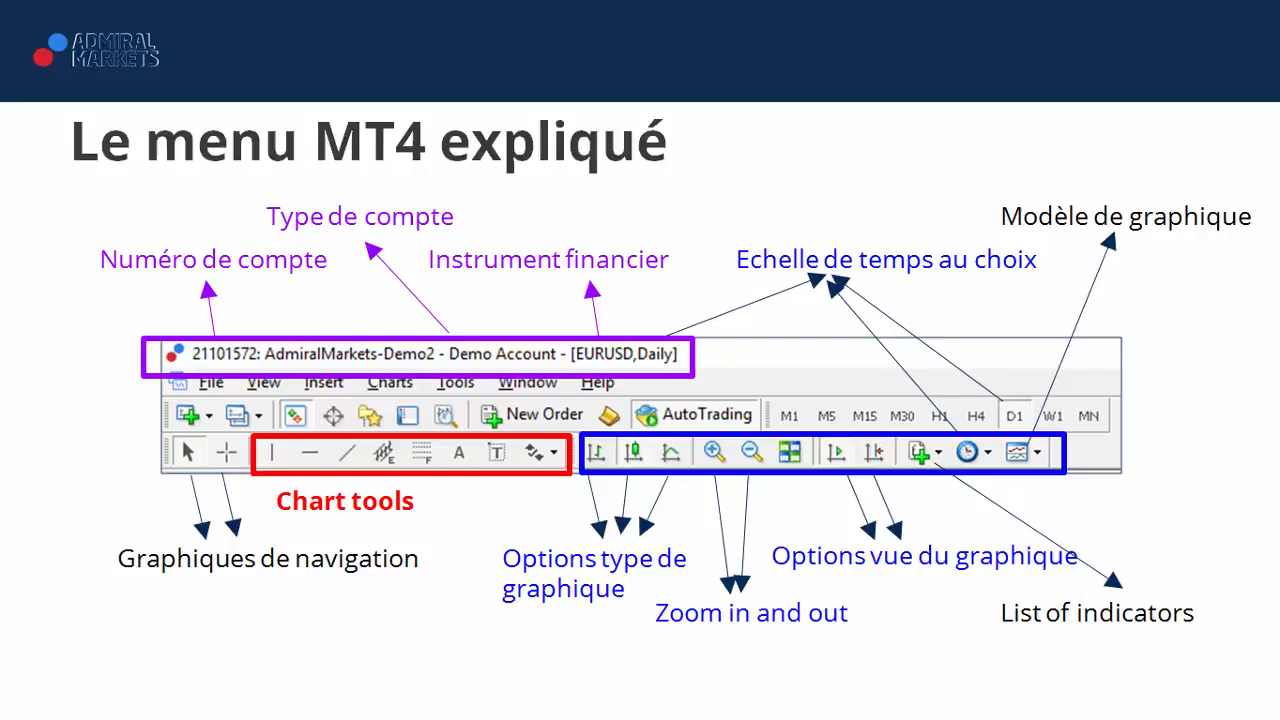 ADMIRAL
MARKETS
Le menu MT4 expliqué
Type de compte
Modèle de graphique
Numéro de compte
Instrument financier
Echelle de temps au choix
21101572: AdmiralMarkets-Demo2 - Demo Account - [EURUSD,Daily]
File View Insert Charts Tools Window Help
New Order AutoTrading M1 M5 M15 M30 H1 H4 D1 W1 MN
E F A T
Chart tools
Graphiques de navigation
Options type de
graphique
Options vue du graphique
Zoom in and out
List of indicators